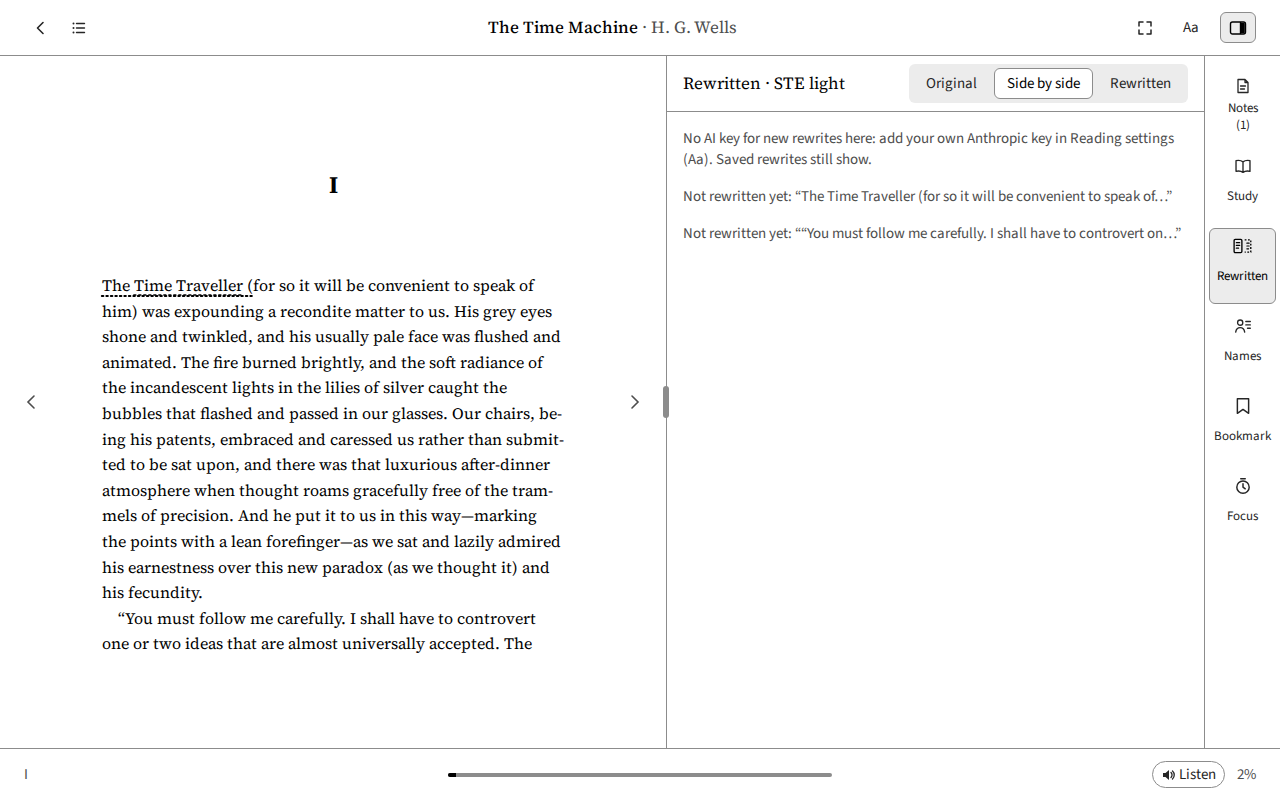 The Time Machine · H. G. Wells
Aa
I
The Time Traveller (for so it will be convenient to speak of
him) was expounding a recondite matter to us. His grey eyes
shone and twinkled, and his usually pale face was flushed and
animated. The fire burned brightly, and the soft radiance of
the incandescent lights in the lilies of silver caught the
bubbles that flashed and passed in our glasses. Our chairs, be-
ing his patents, embraced and caressed us rather than submit-
ted to be sat upon, and there was that luxurious after-dinner
atmosphere when thought roams gracefully free of the tram-
mels of precision. And he put it to us in this way—marking
the points with a lean forefinger—as we sat and lazily admired
his earnestness over this new paradox (as we thought it) and
his fecundity.
“You must follow me carefully. I shall have to controvert
one or two ideas that are almost universally accepted. The
Rewritten · STE light
Original
Side by side
Rewritten
No AI key for new rewrites here: add your own Anthropic key in Reading settings
(Aa). Saved rewrites still show.
Not rewritten yet: “The Time Traveller (for so it will be convenient to speak of…”
Not rewritten yet: ““You must follow me carefully. I shall have to controvert on…”
Notes
(1)
Study
Rewritten
Names
Bookmark
Focus
I
Listen
2%